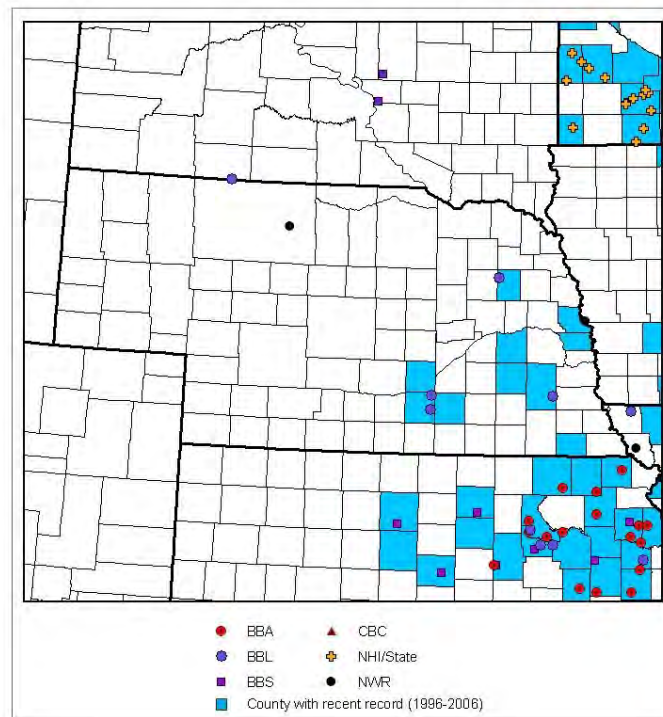 BBA CBC
BBL NHI/State
BBS NWR
County with recent record (1996-2006)